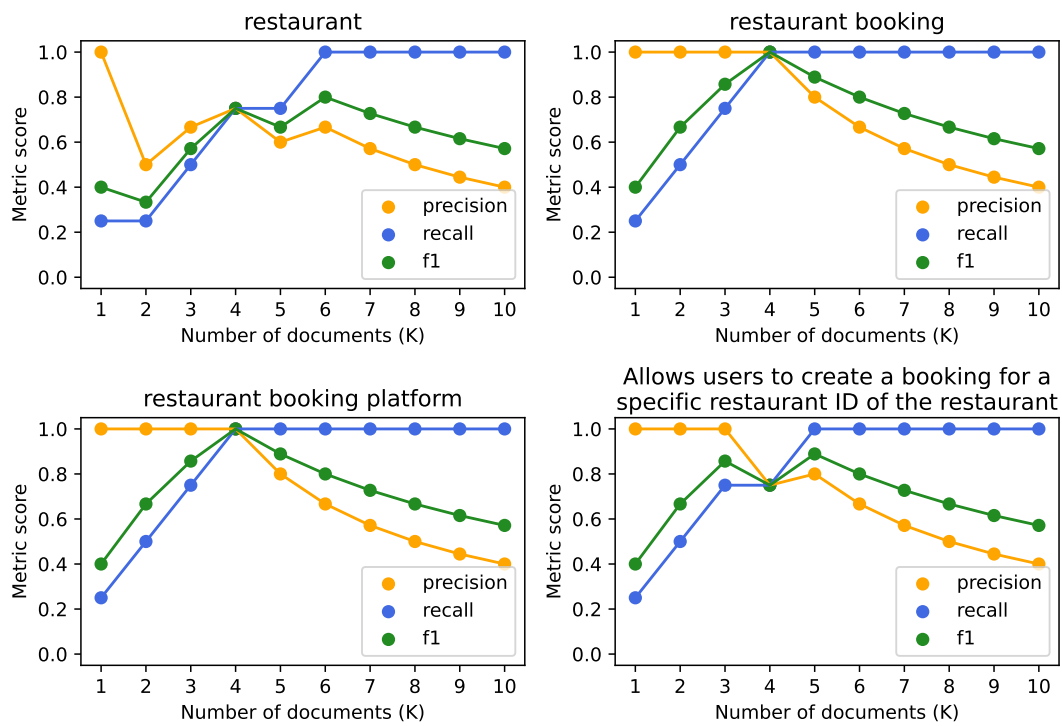 restaurant
Metric score
1.0
0.8
0.6
0.4
0.2
0.0
precision
recall
f1
1 2 3 4 5 6 7 8 9 10
Number of documents (K)
restaurant booking
Metric score
1.0
0.8
0.6
0.4
0.2
0.0
precision
recall
f1
1 2 3 4 5 6 7 8 9 10
Number of documents (K)
restaurant booking platform
Metric score
1.0
0.8
0.6
0.4
0.2
0.0
precision
recall
f1
1 2 3 4 5 6 7 8 9 10
Number of documents (K)
Allows users to create a booking for a
specific restaurant ID of the restaurant
Metric score
1.0
0.8
0.6
0.4
0.2
0.0
precision
recall
f1
1 2 3 4 5 6 7 8 9 10
Number of documents (K)